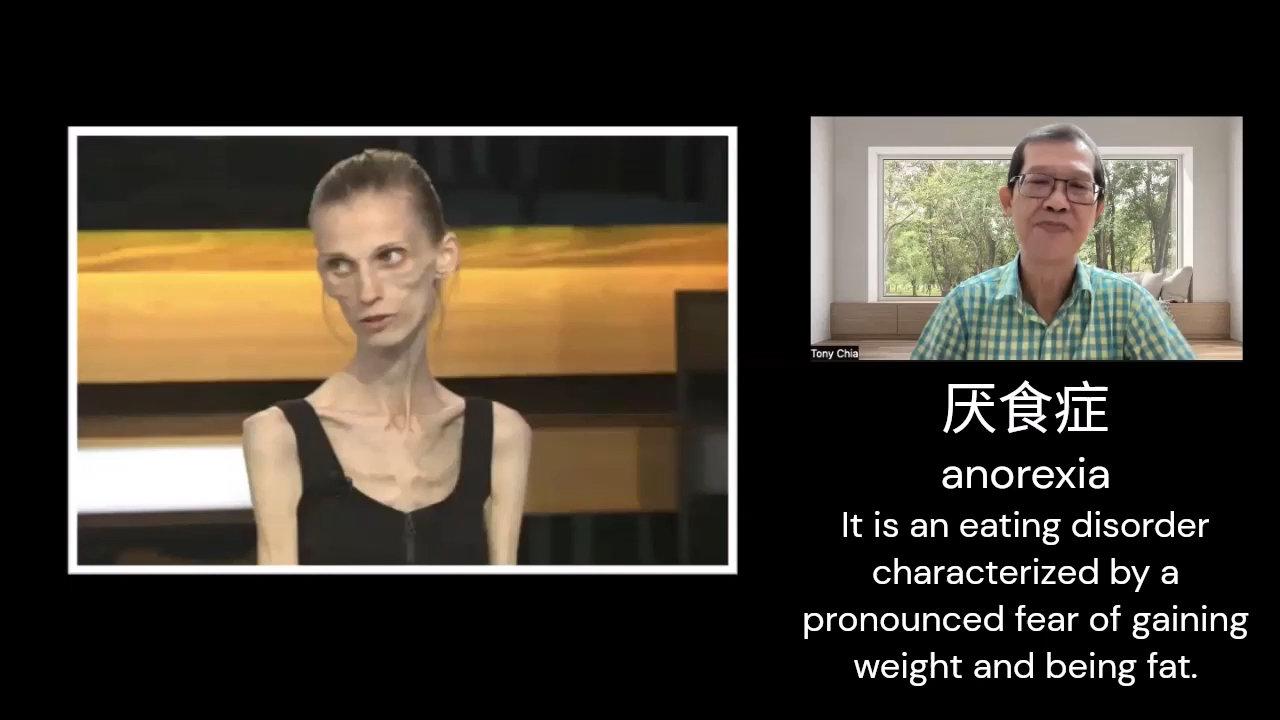 Tony Chia
厌食症
anorexia
It is an eating disorder
characterized by a
pronounced fear of gaining
weight and being fat.